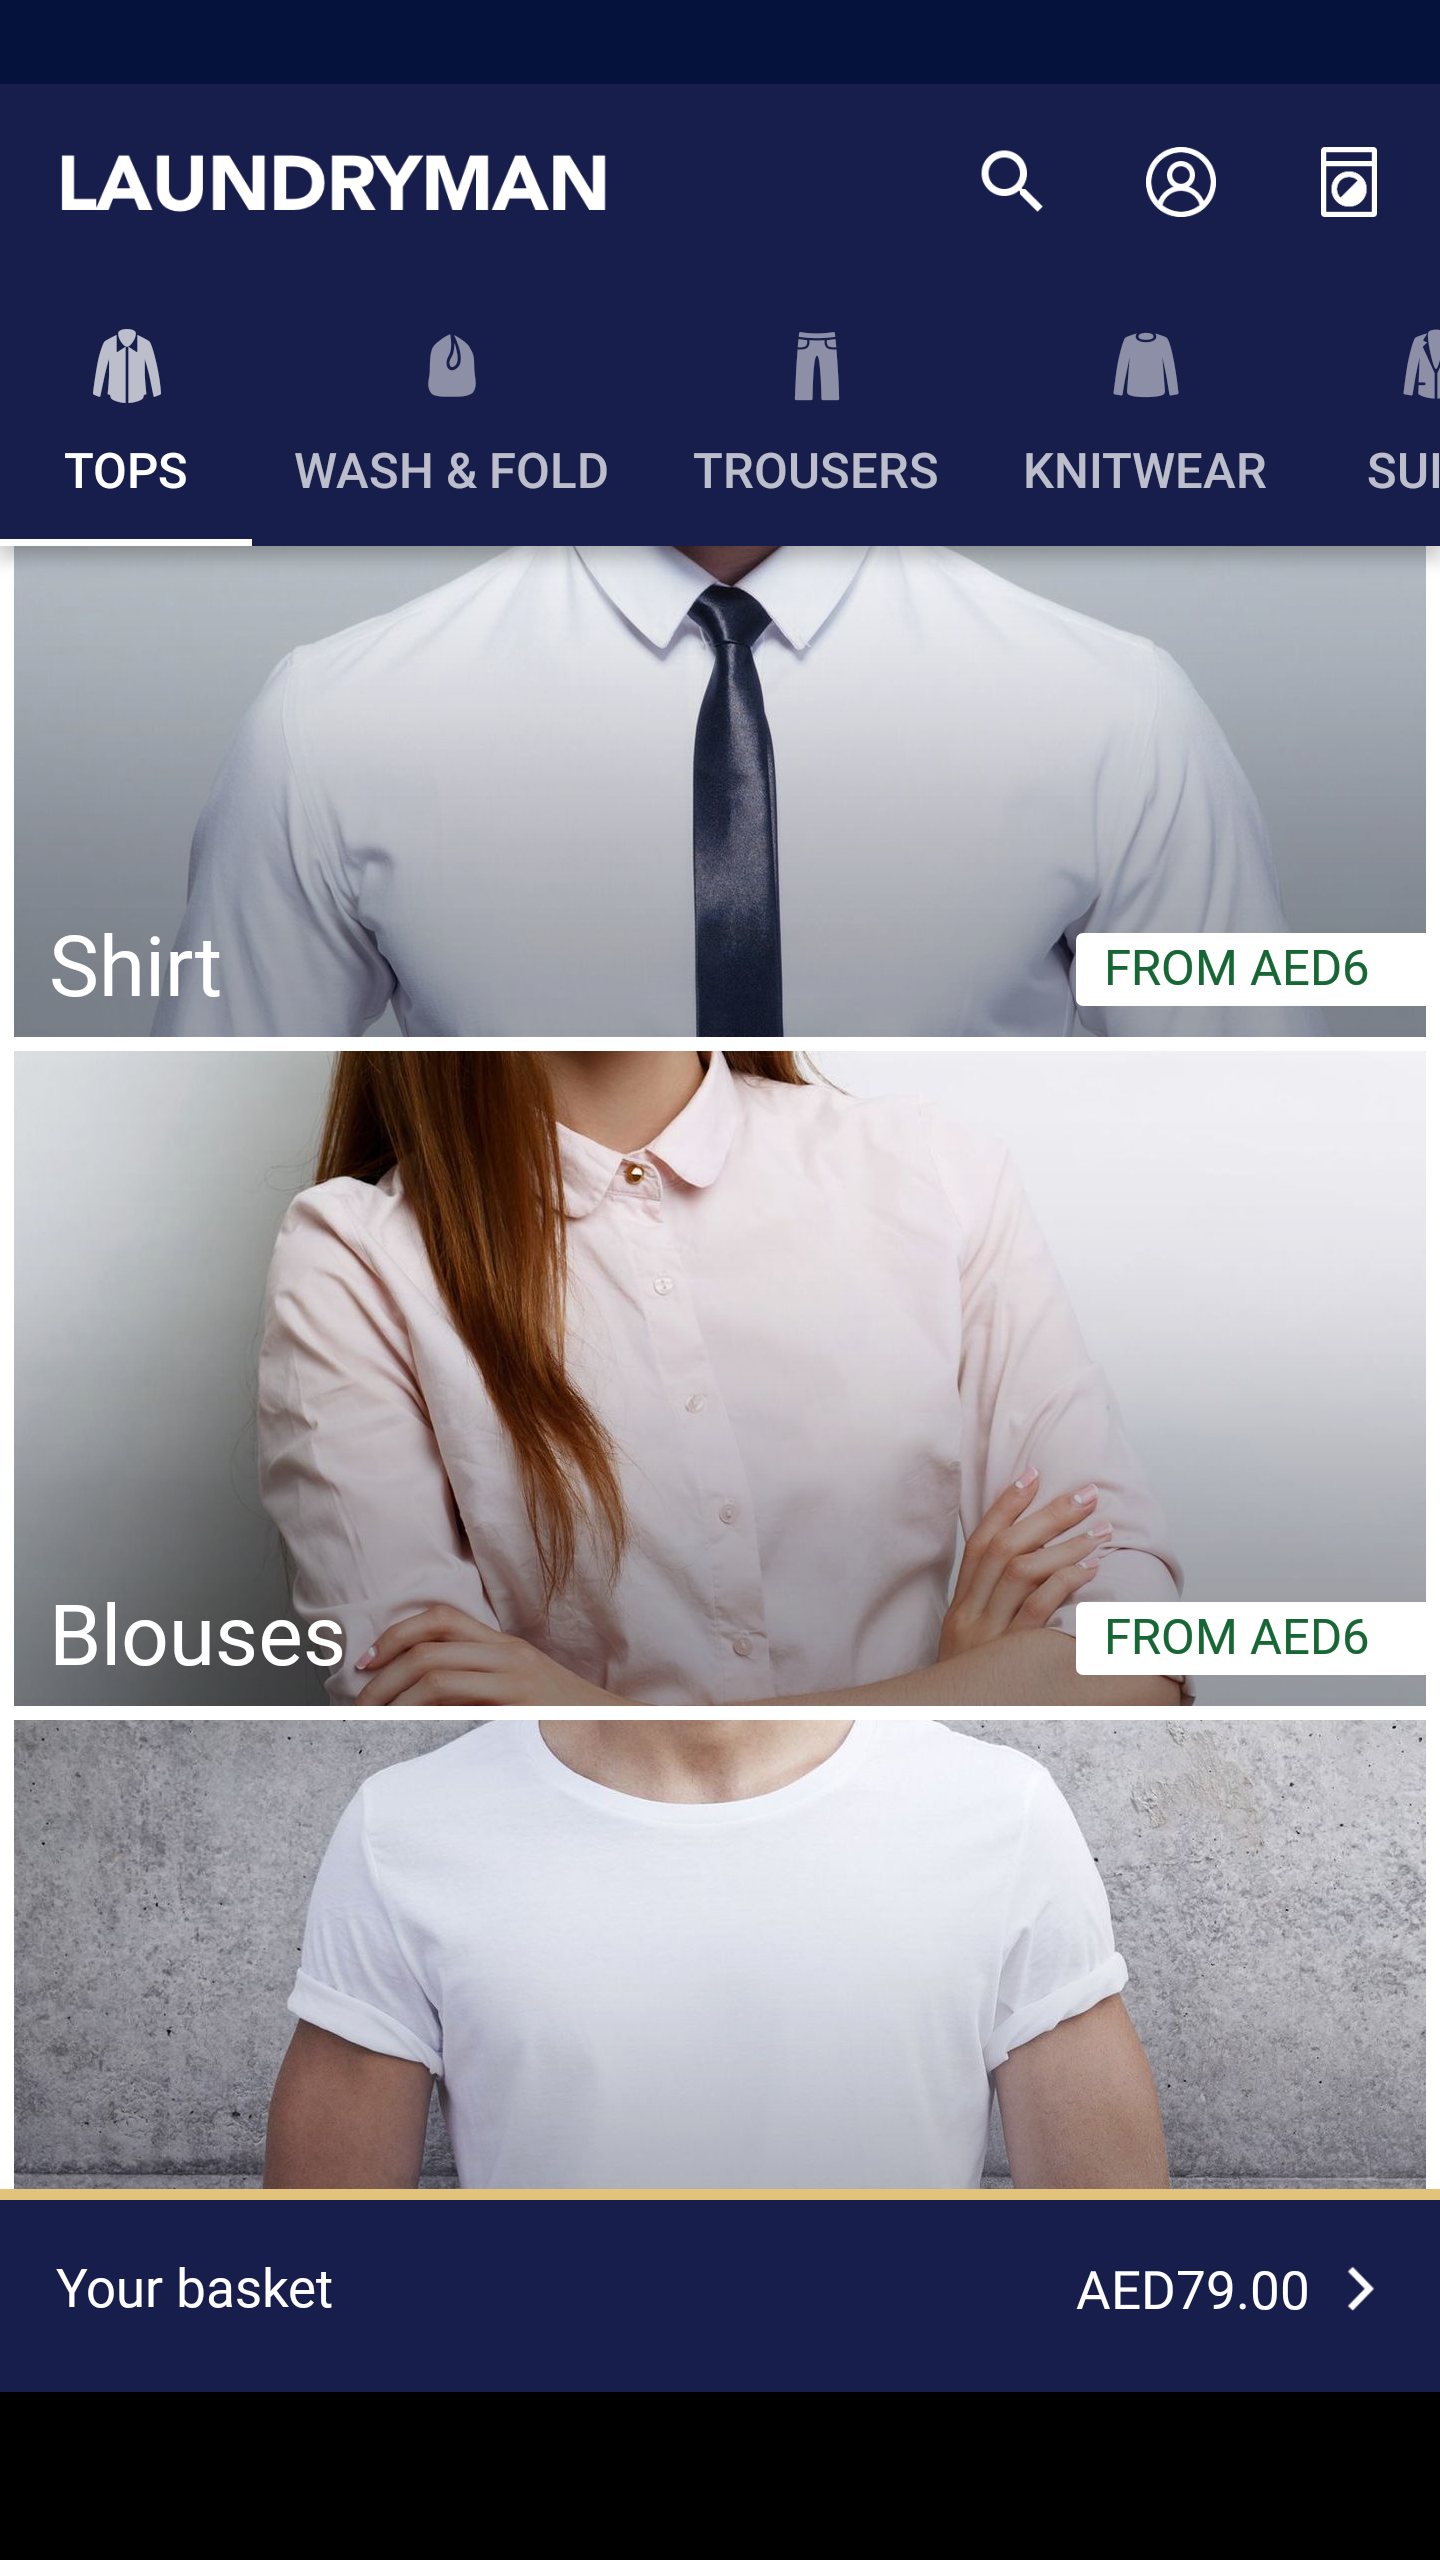 LAUNDRYMAN
TOPS
WASH & FOLD
TROUSERS
KNITWEAR
SUI
Shirt
FROM AED6
Blouses
FROM AED6
Your basket
AED79.00